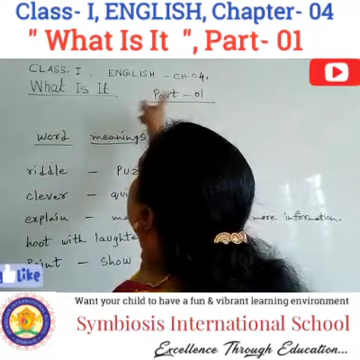 Class- I, ENGLISH, Chapter- 04
" What Is It ", Part- 01
CLASS- I. ENGLISH - CH-04,
What Is It Part - 01
word meanings
riddle - Puz
clever - qui
explain - more information.
hoot with laughte
Point - show
Like
Want your child to have a fun & vibrant learning environment
Symbiosis International School
Excellence Through Education...